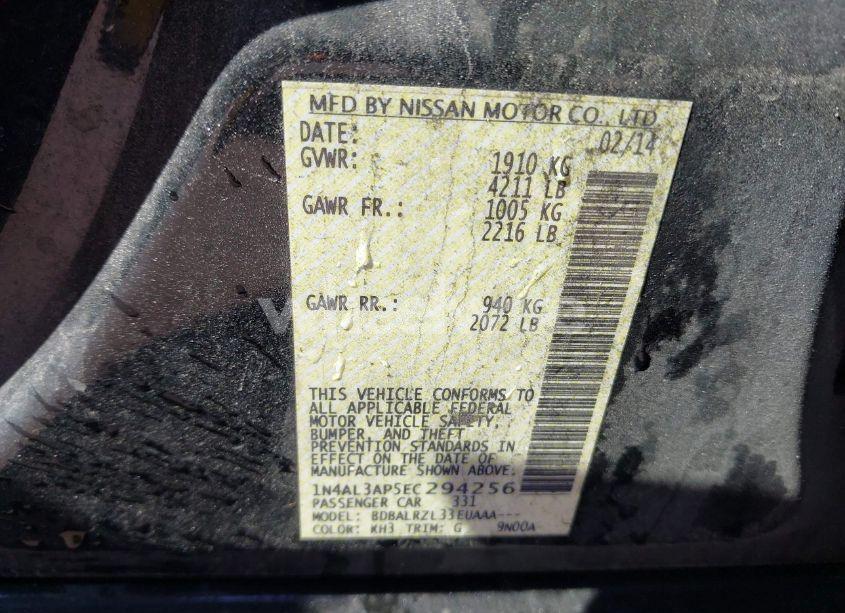 MFD BY NISSAN MOTOR CO., LTD
DATE: 02/14
GVWR: 1910 KG
4211 LB
GAWR FR.: 1005 KG
2216 LB
GAWR RR.: 940 KG
2072 LB
THIS VEHICLE CONFORMS TO
ALL APPLICABLE FEDERAL
MOTOR VEHICLE SAFETY,
BUMPER, AND THEFT
PREVENTION STANDARDS IN
EFFECT ON THE DATE OF
MANUFACTURE SHOWN ABOVE.
1N4AL3AP5EC294256
PASSENGER CAR 331
MODEL: BDBALRZL33EUAAA---
COLOR: KH3 TRIM: G 9N00A